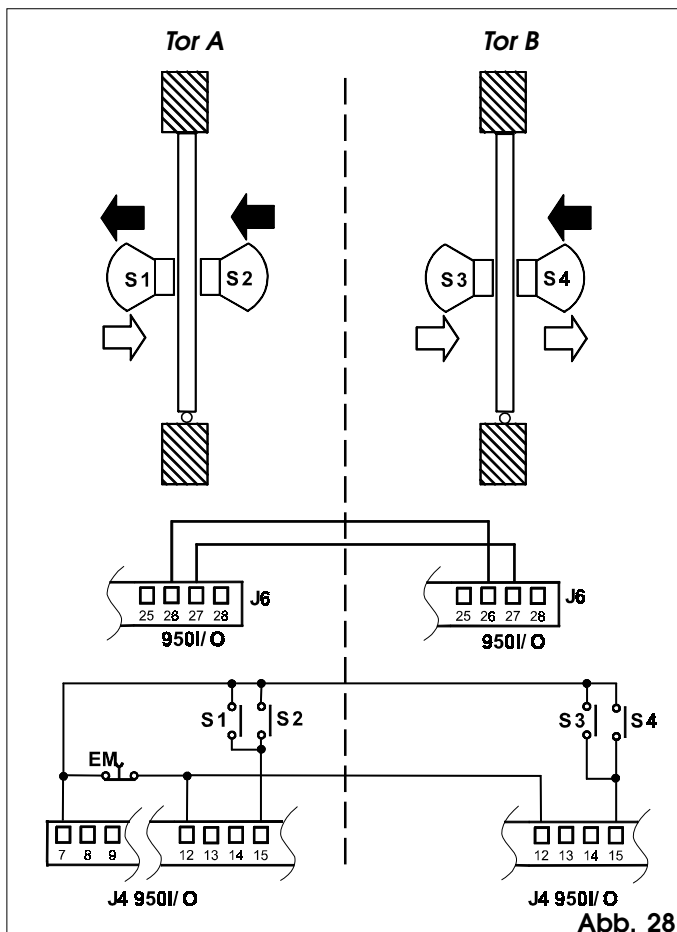 Tor A Tor B
S1 S2 S3 S4
25 26 27 28 J6 25 26 27 28 J6
950I/O 950I/O
S1 S2 S3 S4
EM
7 8 9 12 13 14 15 12 13 14 15
J4 950I/O J4 950I/O
Abb. 28